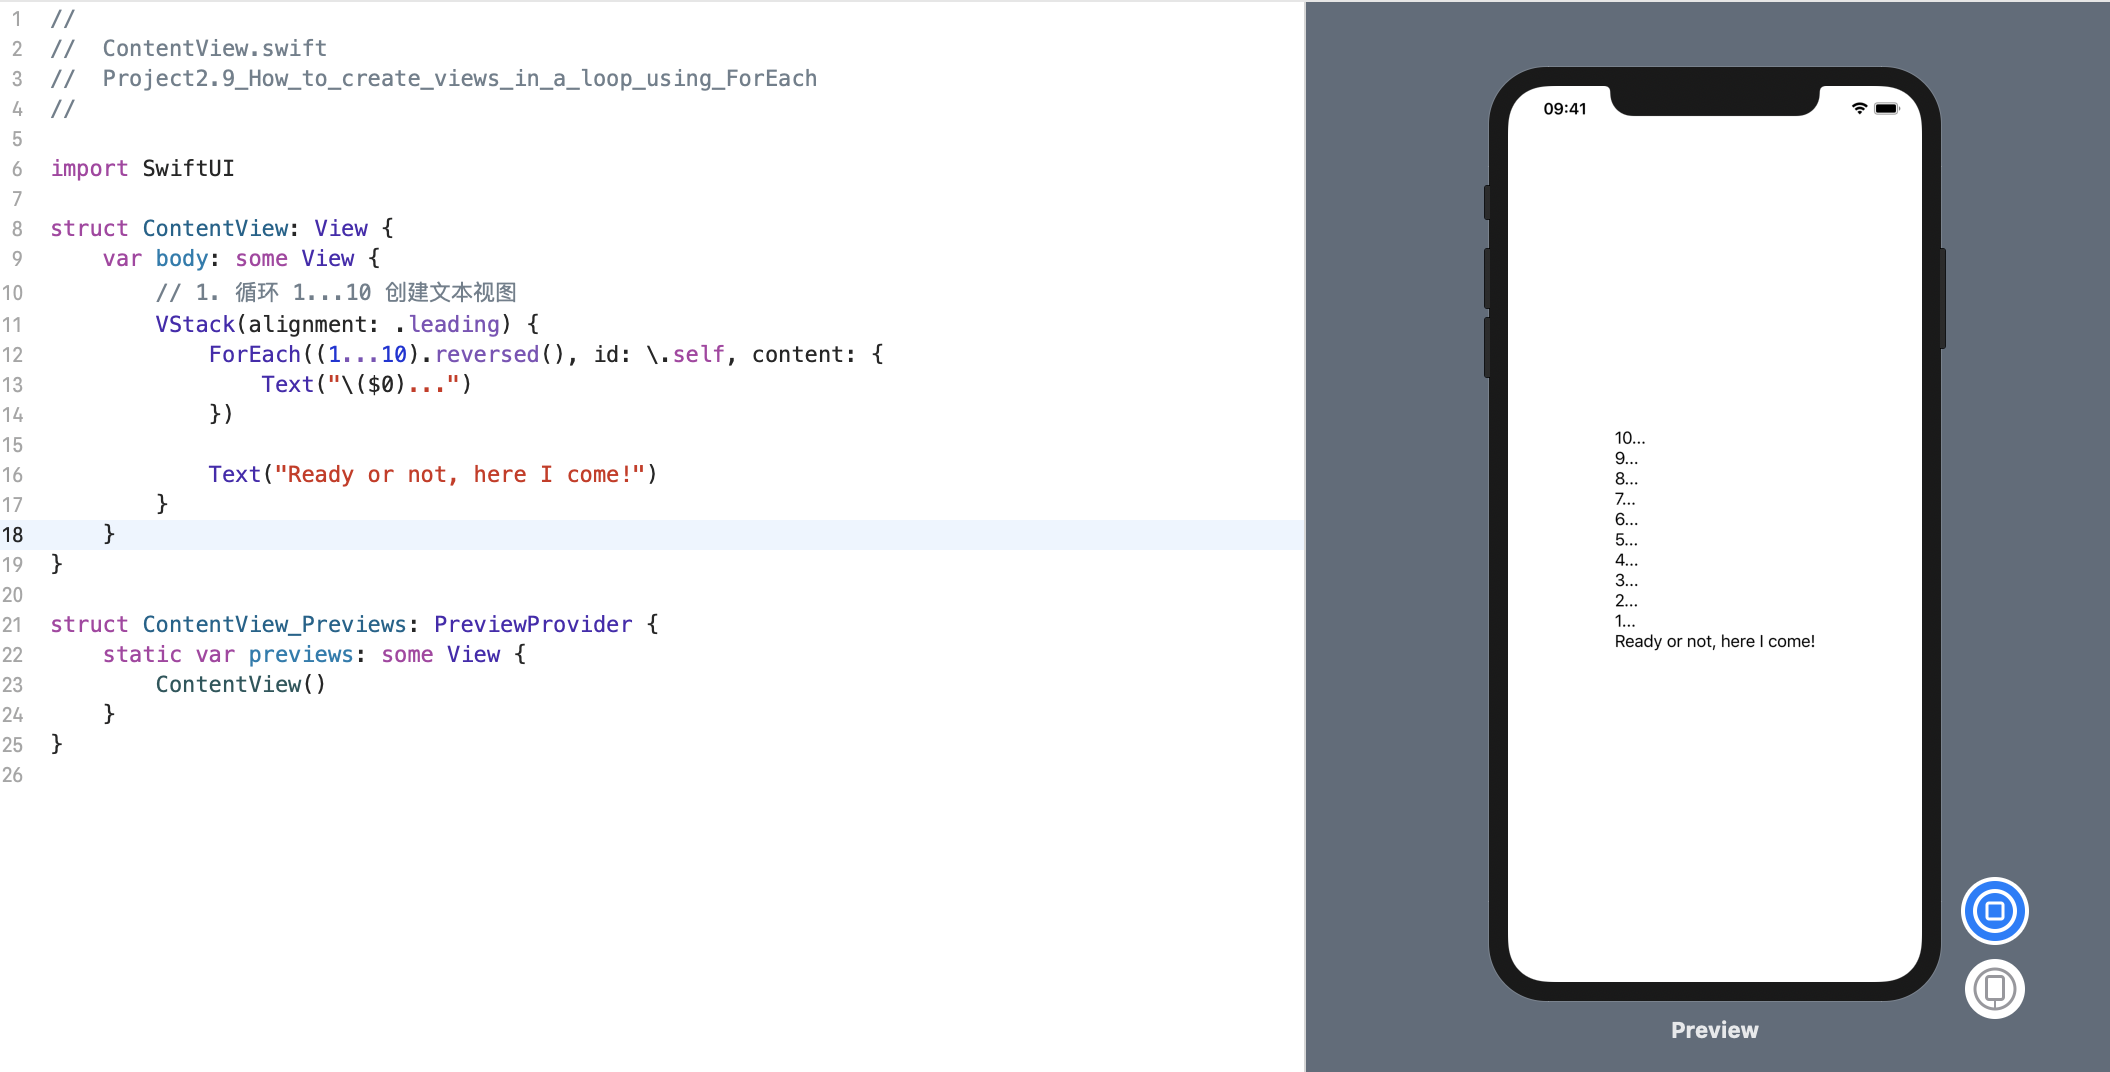 1 //
2 //  ContentView.swift
3 //  Project2.9_How_to_create_views_in_a_loop_using_ForEach
4 //
5
6 import SwiftUI
7
8 struct ContentView: View {
9     var body: some View {
10         // 1. 循环 1...10 创建文本视图
11         VStack(alignment: .leading) {
12             ForEach((1...10).reversed(), id: \.self, content: {
13                 Text("\($0)...")
14             })
15
16             Text("Ready or not, here I come!")
17         }
18     }
19 }
20
21 struct ContentView_Previews: PreviewProvider {
22     static var previews: some View {
23         ContentView()
24     }
25 }
26
09:41
10...
9...
8...
7...
6...
5...
4...
3...
2...
1...
Ready or not, here I come!
Preview